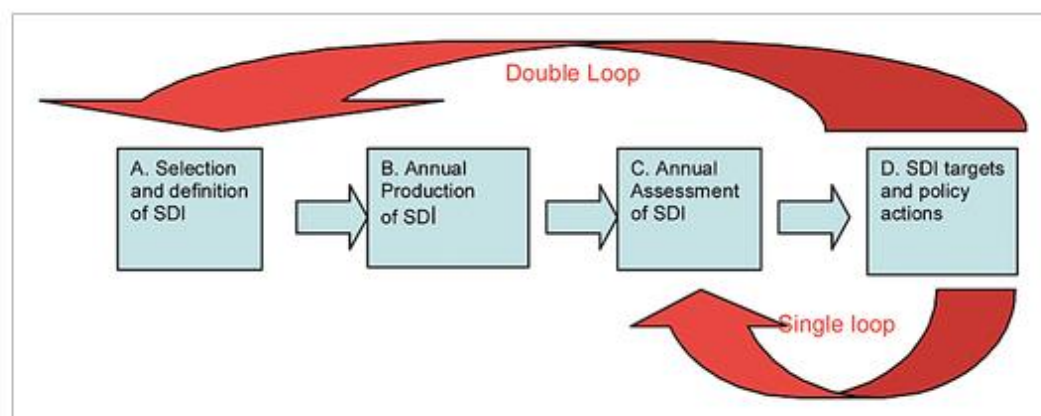 Double Loop
A. Selection
and definition
of SDI
B. Annual
Production
of SDI
C. Annual
Assessment
of SDI
D. SDI targets
and policy
actions
Single loop